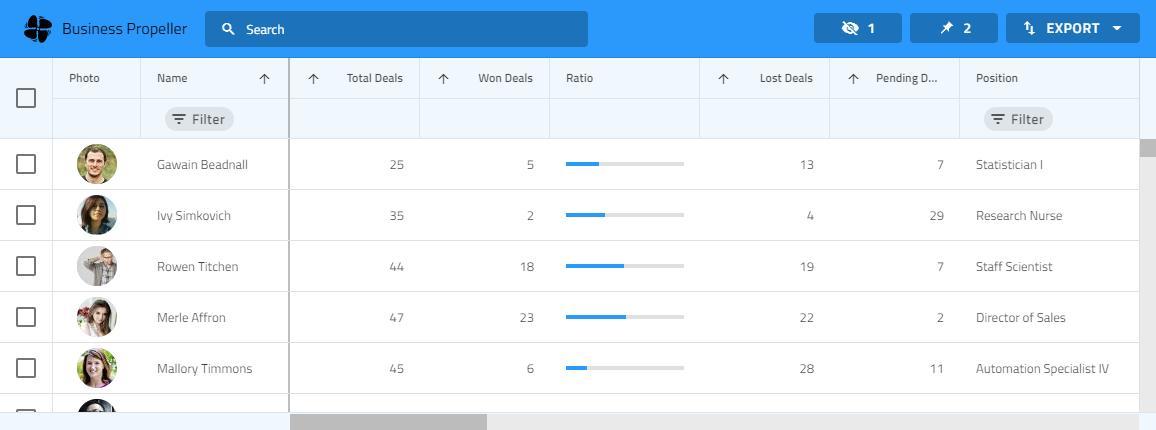 Business Propeller
Search
1
2
EXPORT
Photo Name Total Deals Won Deals Ratio Lost Deals Pending D... Position
Filter Filter
Gawain Beadnall 25 5 13 7 Statistician I
Ivy Simkovich 35 2 4 29 Research Nurse
Rowen Titchen 44 18 19 7 Staff Scientist
Merle Affron 47 23 22 2 Director of Sales
Mallory Timmons 45 6 28 11 Automation Specialist IV